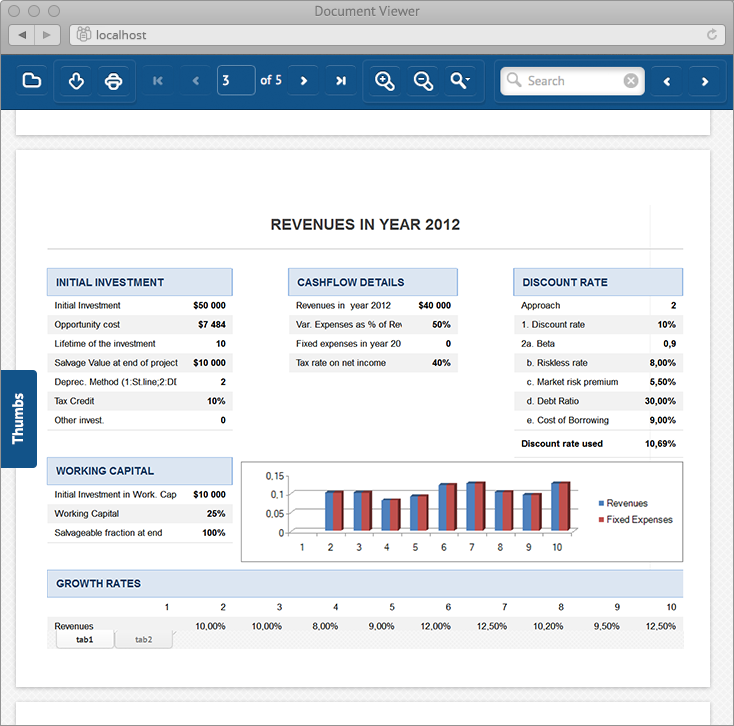 Document Viewer
localhost
3 of 5 Search
REVENUES IN YEAR 2012
INITIAL INVESTMENT
Initial Investment $50 000
Opportunity cost $7 484
Lifetime of the investment 10
Salvage Value at end of project $10 000
Deprec. Method (1:St.line;2:DI 2
Tax Credit 10%
Other invest. 0
CASHFLOW DETAILS
Revenues in year 2012 $40 000
Var. Expenses as % of Rev 50%
Fixed expenses in year 20 0
Tax rate on net income 40%
DISCOUNT RATE
Approach 2
1. Discount rate 10%
2a. Beta 0,9
b. Riskless rate 8,00%
c. Market risk premium 5,50%
d. Debt Ratio 30,00%
e. Cost of Borrowing 9,00%
Discount rate used 10,69%
Thumbs
WORKING CAPITAL
Initial Investment in Work. Cap $10 000
Working Capital 25%
Salvageable fraction at end 100%
0,15
0,1
0,05
0
1 2 3 4 5 6 7 8 9 10
Revenues
Fixed Expenses
GROWTH RATES
1 2 3 4 5 6 7 8 9 10
Revenues 10,00% 10,00% 8,00% 9,00% 12,00% 12,50% 10,20% 9,50% 12,50%
tab1 tab2